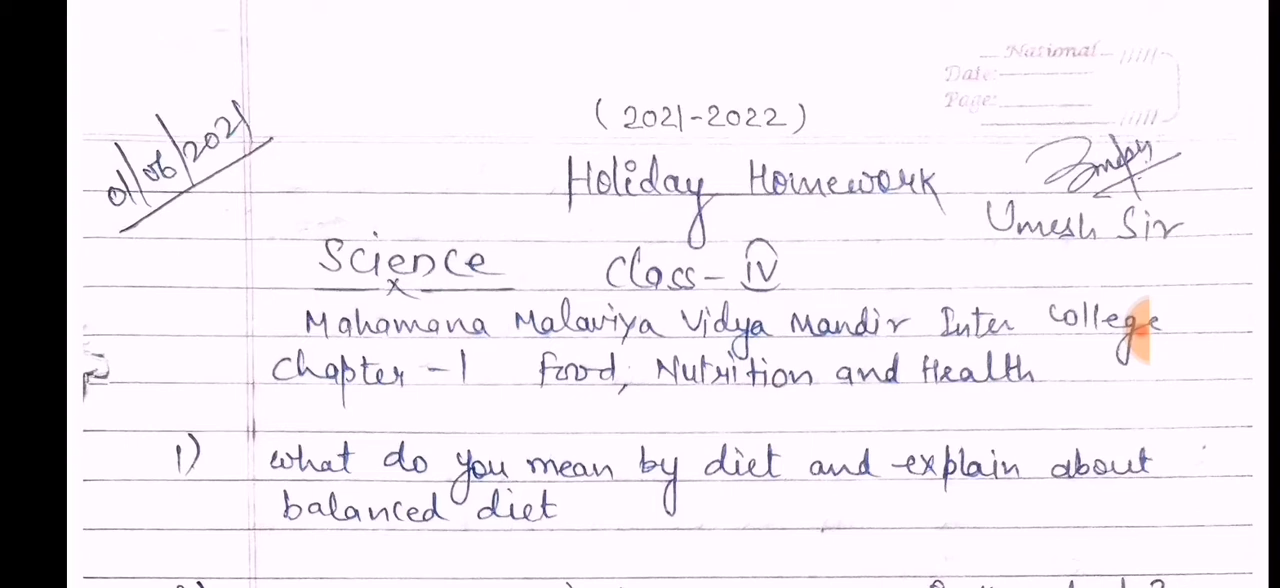 National
Date:
Page:
01/06/2021
(2021-2022)
Holiday Homework
Umesh Sir
Science Class - IV
Mahamana Malaviya Vidya Mandir Inter College
Chapter - 1 Food, Nutrition and Health
1) What do you mean by diet and explain about
balanced diet